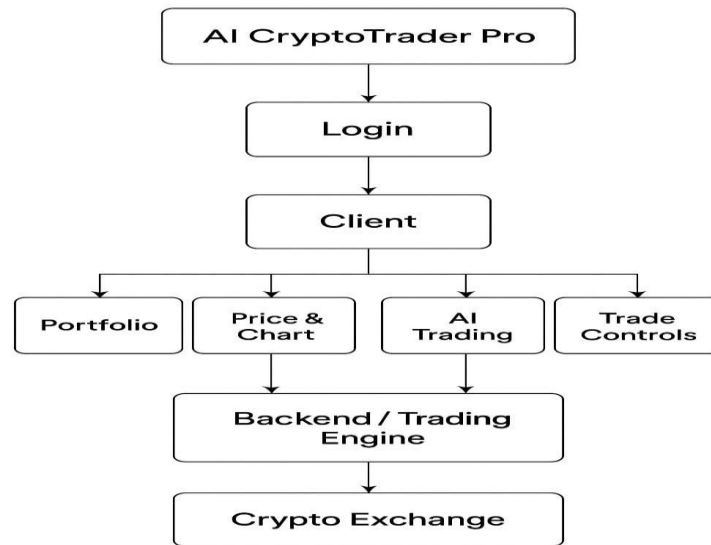 AI CryptoTrader Pro
Login
Client
Portfolio
Price &
Chart
AI
Trading
Trade
Controls
Backend / Trading
Engine
Crypto Exchange